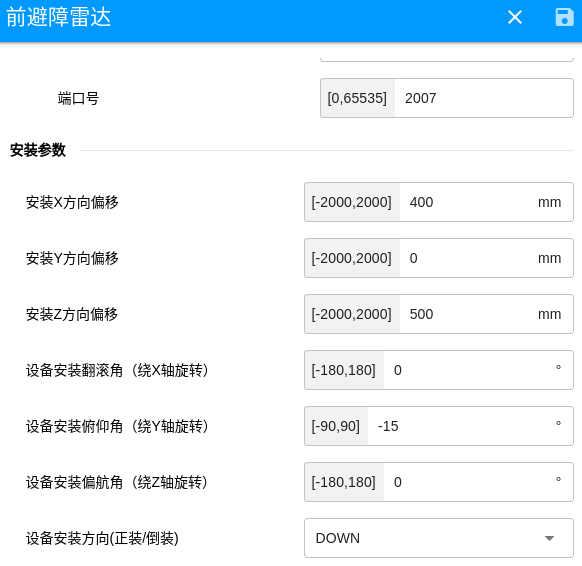 前避障雷达
端口号 [0,65535] 2007
安装参数
安装X方向偏移 [-2000,2000] 400 mm
安装Y方向偏移 [-2000,2000] 0 mm
安装Z方向偏移 [-2000,2000] 500 mm
设备安装翻滚角（绕X轴旋转） [-180,180] 0 °
设备安装俯仰角（绕Y轴旋转） [-90,90] -15 °
设备安装偏航角（绕Z轴旋转） [-180,180] 0 °
设备安装方向(正装/倒装) DOWN